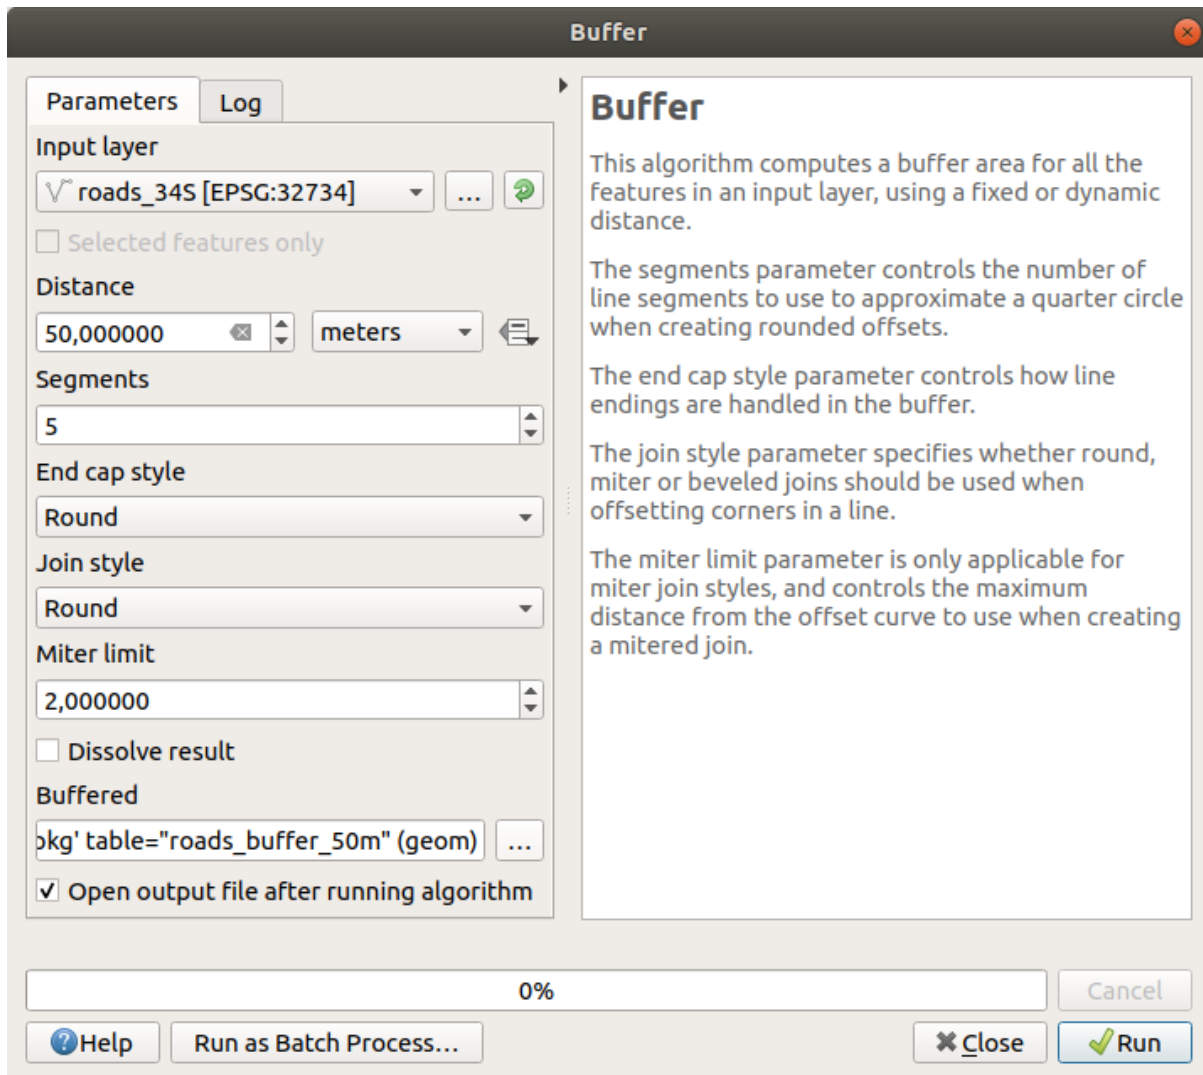 Buffer
Parameters
Log
Input layer
roads_34S [EPSG:32734]
...
Selected features only
Distance
50,000000
meters
Segments
5
End cap style
Round
Join style
Round
Miter limit
2,000000
Dissolve result
Buffered
okg' table="roads_buffer_50m" (geom)
...
Open output file after running algorithm
Buffer
This algorithm computes a buffer area for all the
features in an input layer, using a fixed or dynamic
distance.
The segments parameter controls the number of
line segments to use to approximate a quarter circle
when creating rounded offsets.
The end cap style parameter controls how line
endings are handled in the buffer.
The join style parameter specifies whether round,
miter or beveled joins should be used when
offsetting corners in a line.
The miter limit parameter is only applicable for
miter join styles, and controls the maximum
distance from the offset curve to use when creating
a mitered join.
0%
Cancel
Help
Run as Batch Process...
Close
Run